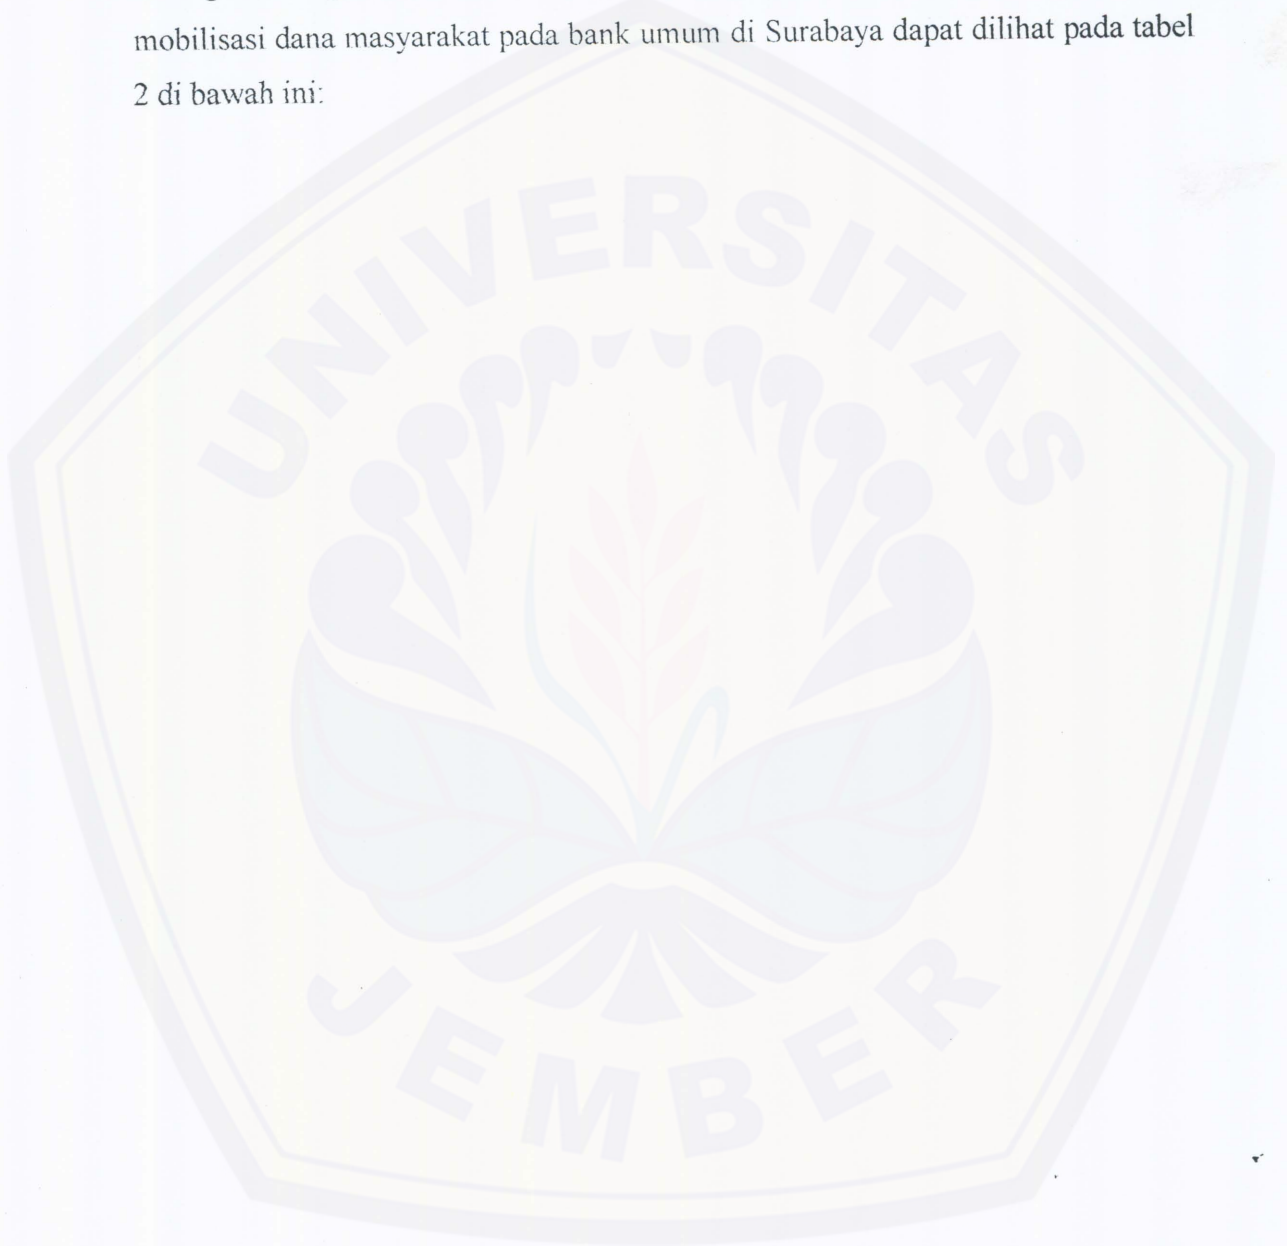 mobilisasi dana masyarakat pada bank umum di Surabaya dapat dilihat pada tabel
2 di bawah ini:
UNIVERSITAS
JEMBER